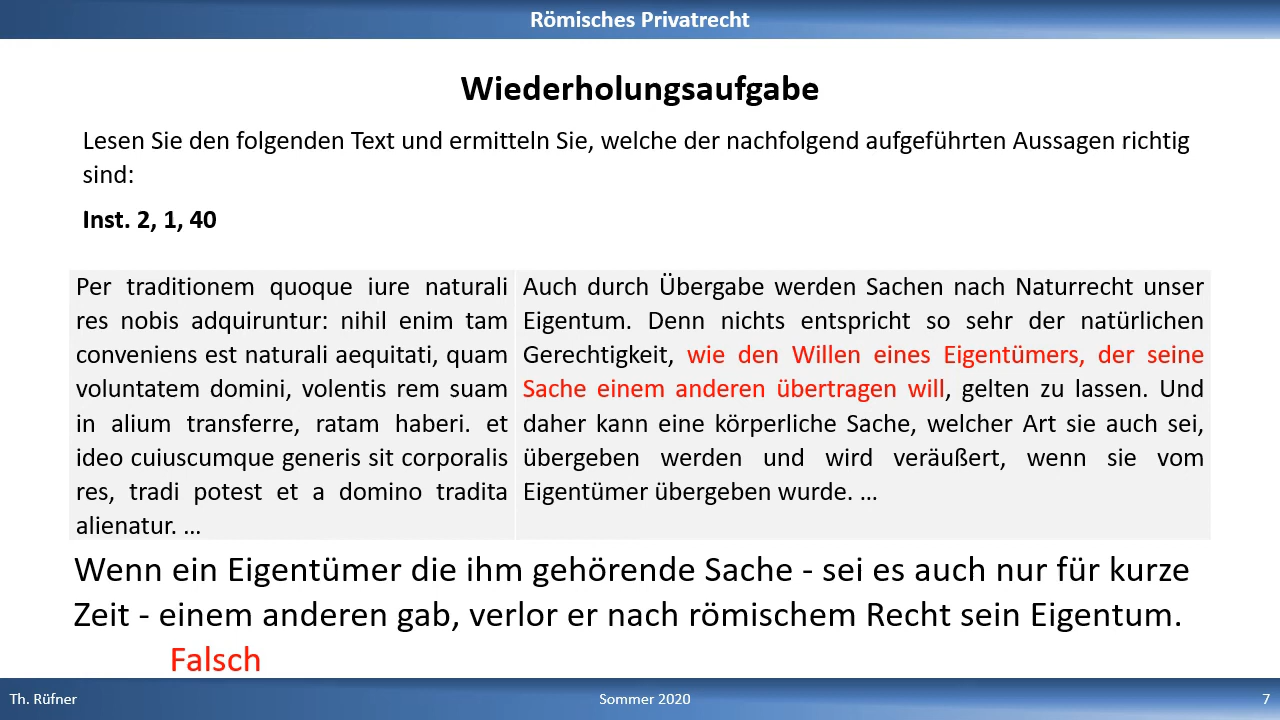 Römisches Privatrecht
Wiederholungsaufgabe
Lesen Sie den folgenden Text und ermitteln Sie, welche der nachfolgend aufgeführten Aussagen richtig
sind:
Inst. 2, 1, 40
Per traditionem quoque iure naturali
res nobis adquiruntur: nihil enim tam
conveniens est naturali aequitati, quam
voluntatem domini, volentis rem suam
in alium transferre, ratam haberi. et
ideo cuiuscumque generis sit corporalis
res, tradi potest et a domino tradita
alienatur. ...
Auch durch Übergabe werden Sachen nach Naturrecht unser
Eigentum. Denn nichts entspricht so sehr der natürlichen
Gerechtigkeit, wie den Willen eines Eigentümers, der seine
Sache einem anderen übertragen will, gelten zu lassen. Und
daher kann eine körperliche Sache, welcher Art sie auch sei,
übergeben werden und wird veräußert, wenn sie vom
Eigentümer übergeben wurde. ...
Wenn ein Eigentümer die ihm gehörende Sache - sei es auch nur für kurze
Zeit - einem anderen gab, verlor er nach römischem Recht sein Eigentum.
Falsch
Th. Rüfner
Sommer 2020
7